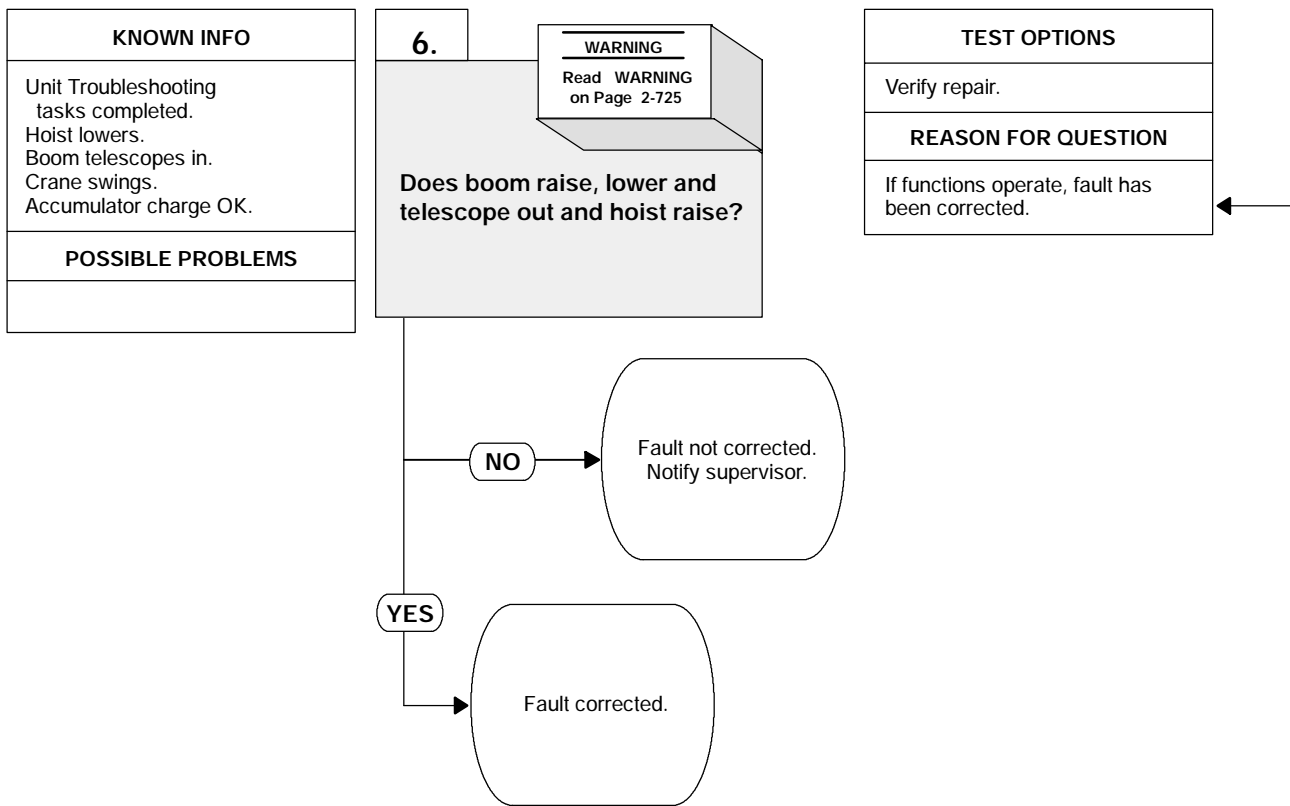 KNOWN INFO
Unit Troubleshooting
tasks completed.
Hoist lowers.
Boom telescopes in.
Crane swings.
Accumulator charge OK.
POSSIBLE PROBLEMS
6.
WARNING
Read WARNING
on Page 2-725
Does boom raise, lower and
telescope out and hoist raise?
TEST OPTIONS
Verify repair.
REASON FOR QUESTION
If functions operate, fault has
been corrected.
NO
Fault not corrected.
Notify supervisor.
YES
Fault corrected.